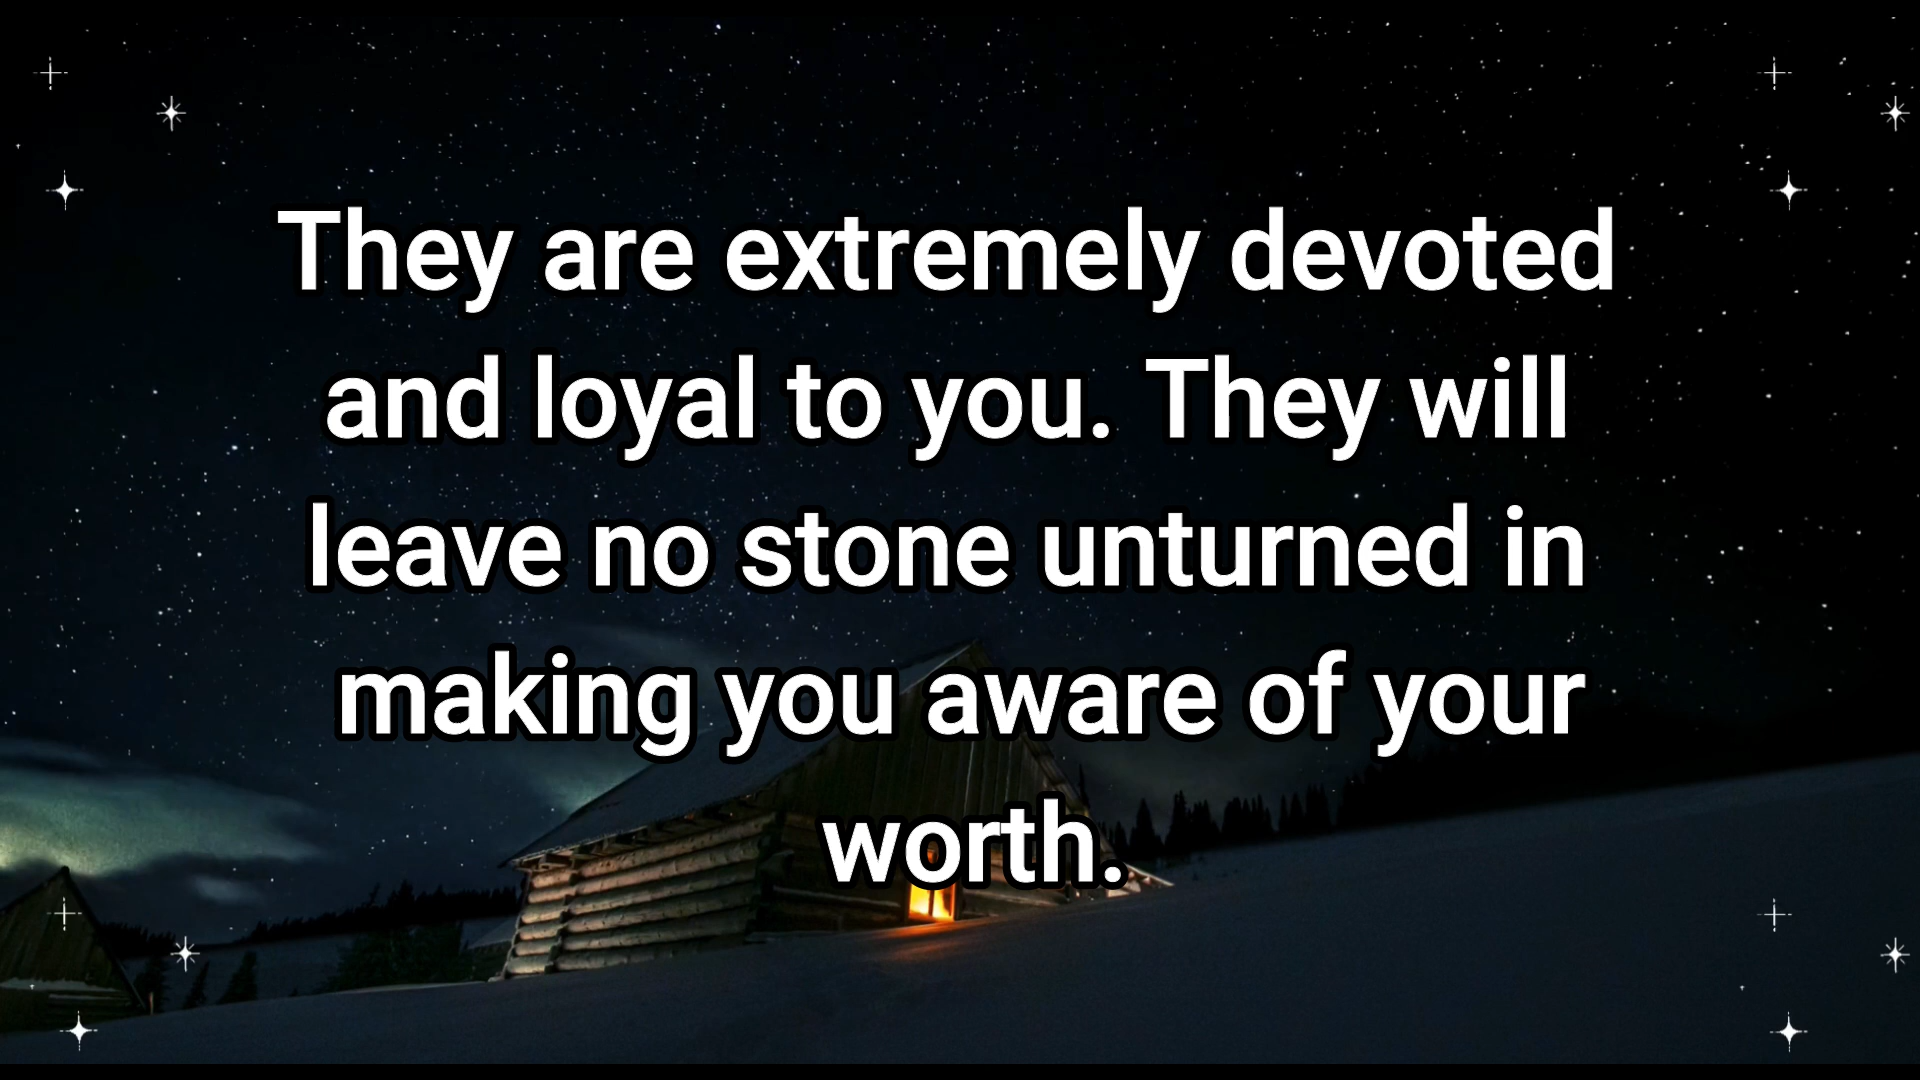 They are extremely devoted
and loyal to you. They will
leave no stone unturned in
making you aware of your
worth.